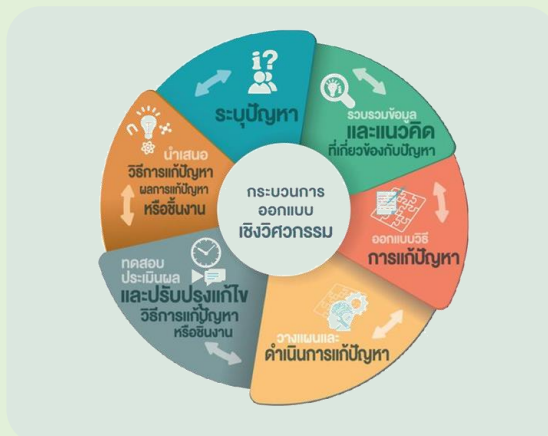 กระบวนการ
ออกแบบ
เชิงวิศวกรรม
i?
ระบุปัญหา
รวบรวมข้อมูล
และแนวคิด
ที่เกี่ยวข้องกับปัญหา
ออกแบบวิธี
การแก้ปัญหา
วางแผนและ
ดำเนินการแก้ปัญหา
ทดสอบ
ประเมินผล
และปรับปรุงแก้ไข
วิธีการแก้ปัญหา
หรือชิ้นงาน
นำเสนอ
วิธีการแก้ปัญหา
ผลการแก้ปัญหา
หรือชิ้นงาน